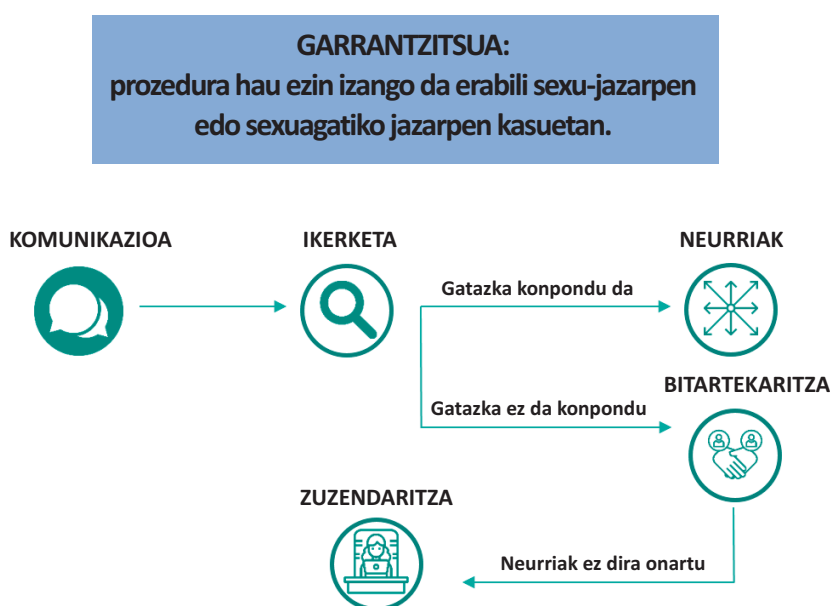 GARRANTZITSUA:
prozedura hau ezin izango da erabili sexu-jazarpen
edo sexuagatiko jazarpen kasuetan.
KOMUNIKAZIOA
IKERKETA
NEURRIAK
Gatazka konpondu da
BITARTEKARITZA
Gatazka ez da konpondu
ZUZENDARITZA
Neurriak ez dira onartu